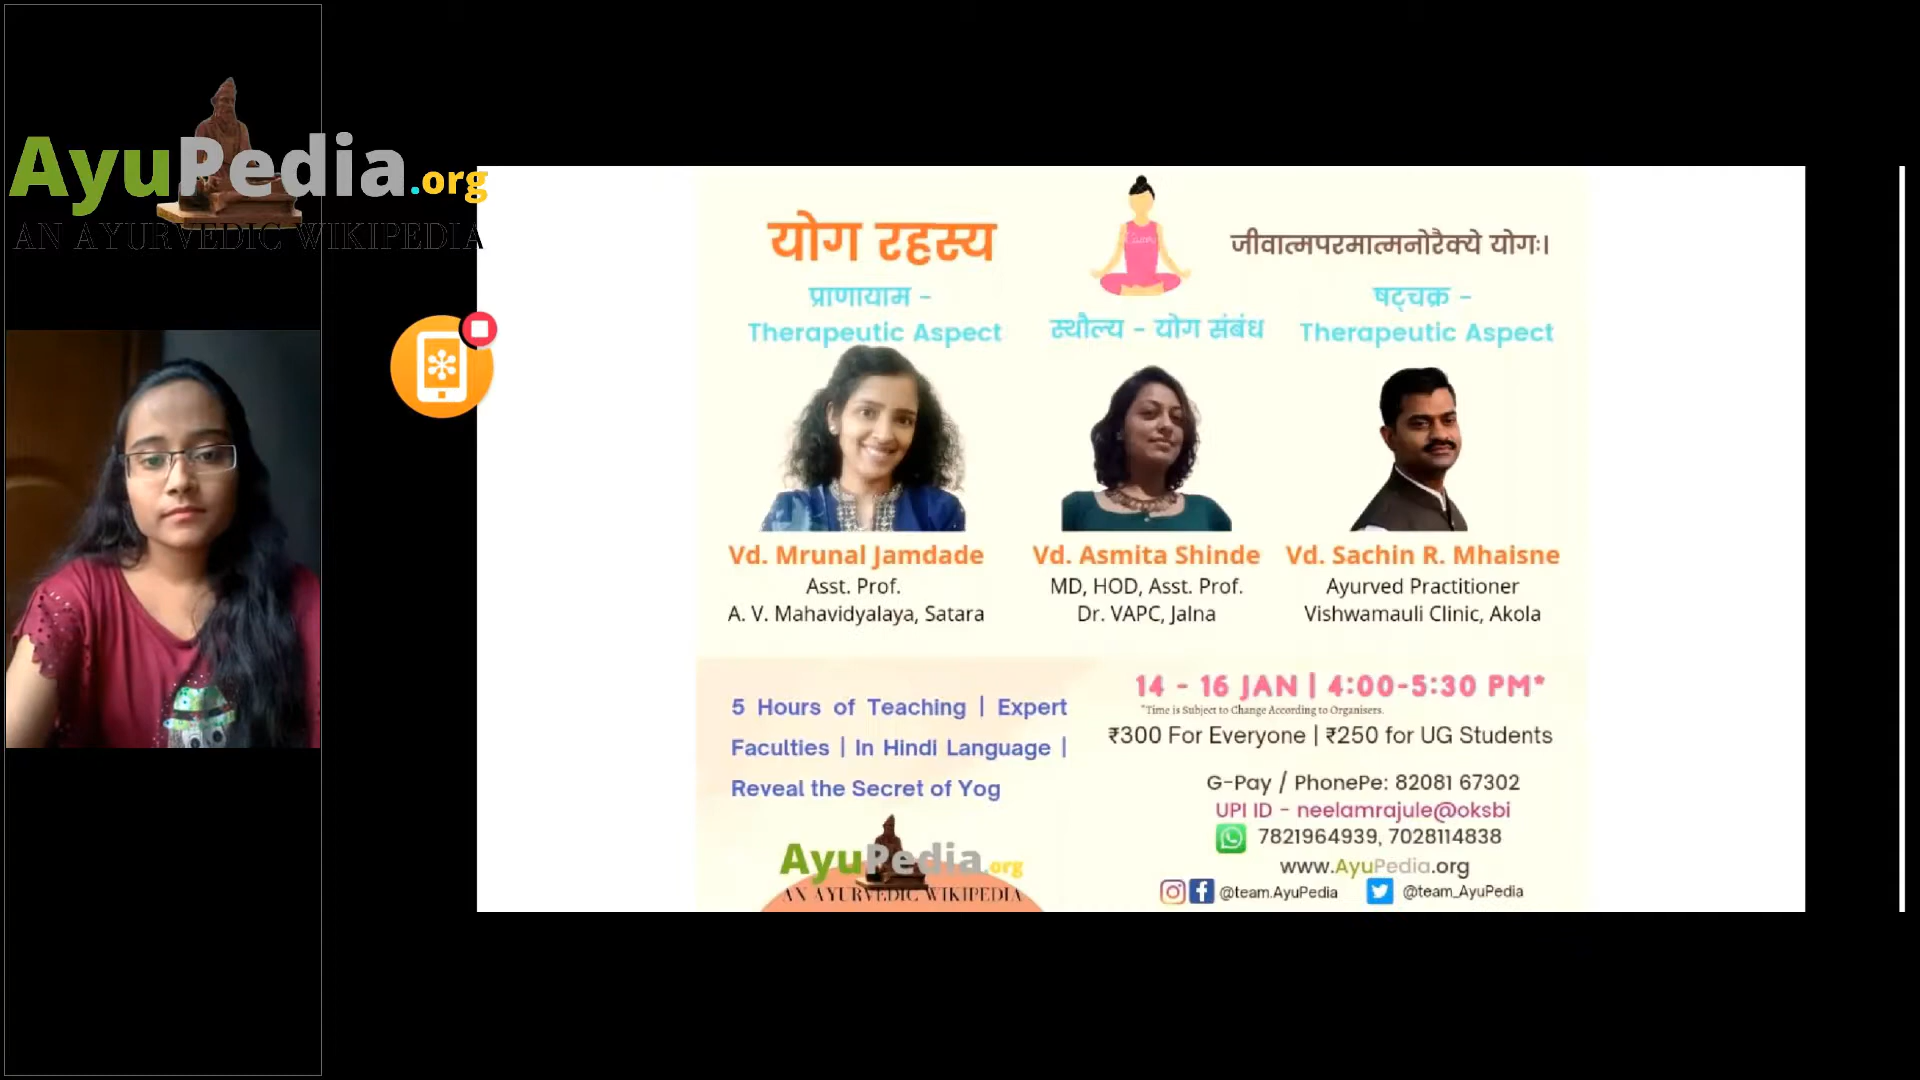 AyuPedia.org
AN AYURVEDIC WIKIPEDIA
योग रहस्य
जीवात्मपरमात्मनोरैक्ये योगः।
प्राणायाम -
Therapeutic Aspect
स्थौल्य - योग संबंध
षट्चक्र -
Therapeutic Aspect
Vd. Mrunal Jamdade
Asst. Prof.
A. V. Mahavidyalaya, Satara
Vd. Asmita Shinde
MD, HOD, Asst. Prof.
Dr. VAPC, Jalna
Vd. Sachin R. Mhaisne
Ayurved Practitioner
Vishwamauli Clinic, Akola
5 Hours of Teaching | Expert
Faculties | In Hindi Language |
Reveal the Secret of Yog
AyuPedia.org
AN AYURVEDIC WIKIPEDIA
14 - 16 JAN | 4:00-5:30 PM*
*Time is Subject to Change According to Organisers.
₹300 For Everyone | ₹250 for UG Students
G-Pay / PhonePe: 82081 67302
UPI ID - neelamrajule@oksbi
7821964939, 7028114838
www.AyuPedia.org
@team.AyuPedia @team_AyuPedia